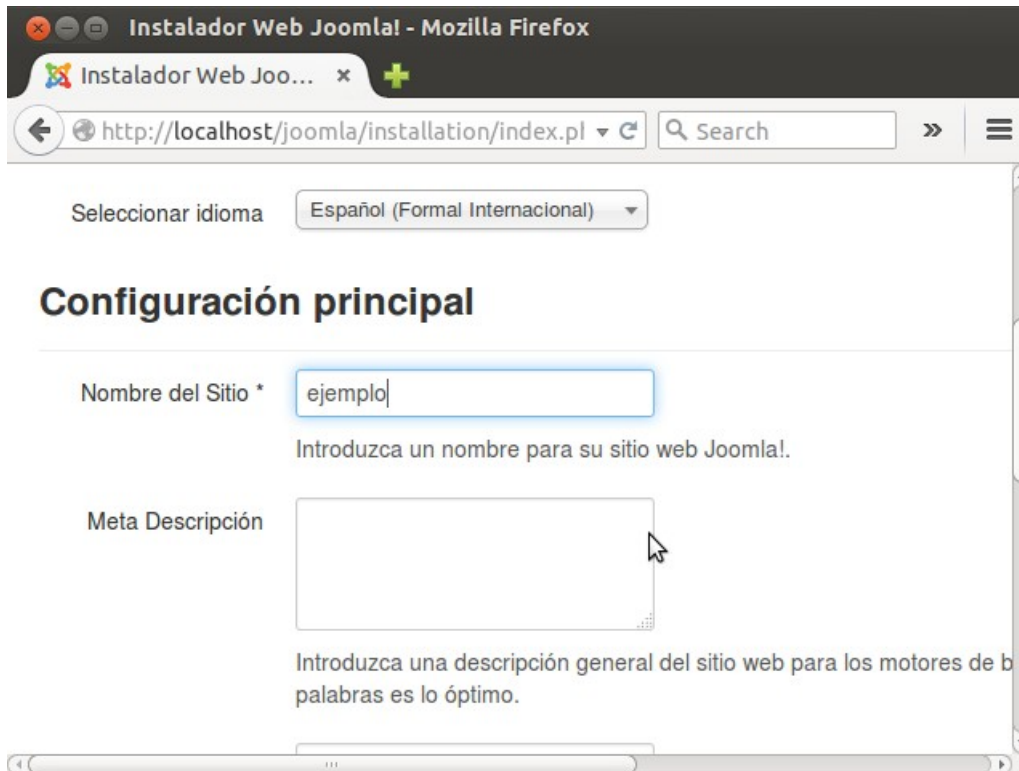 Instalador Web Joomla! - Mozilla Firefox
Instalador Web Joo... ×
http://localhost/joomla/installation/index.pl Search »
Seleccionar idioma Español (Formal Internacional)
Configuración principal
Nombre del Sitio * ejemplo
Introduzca un nombre para su sitio web Joomla!.
Meta Descripción
Introduzca una descripción general del sitio web para los motores de b
palabras es lo óptimo.